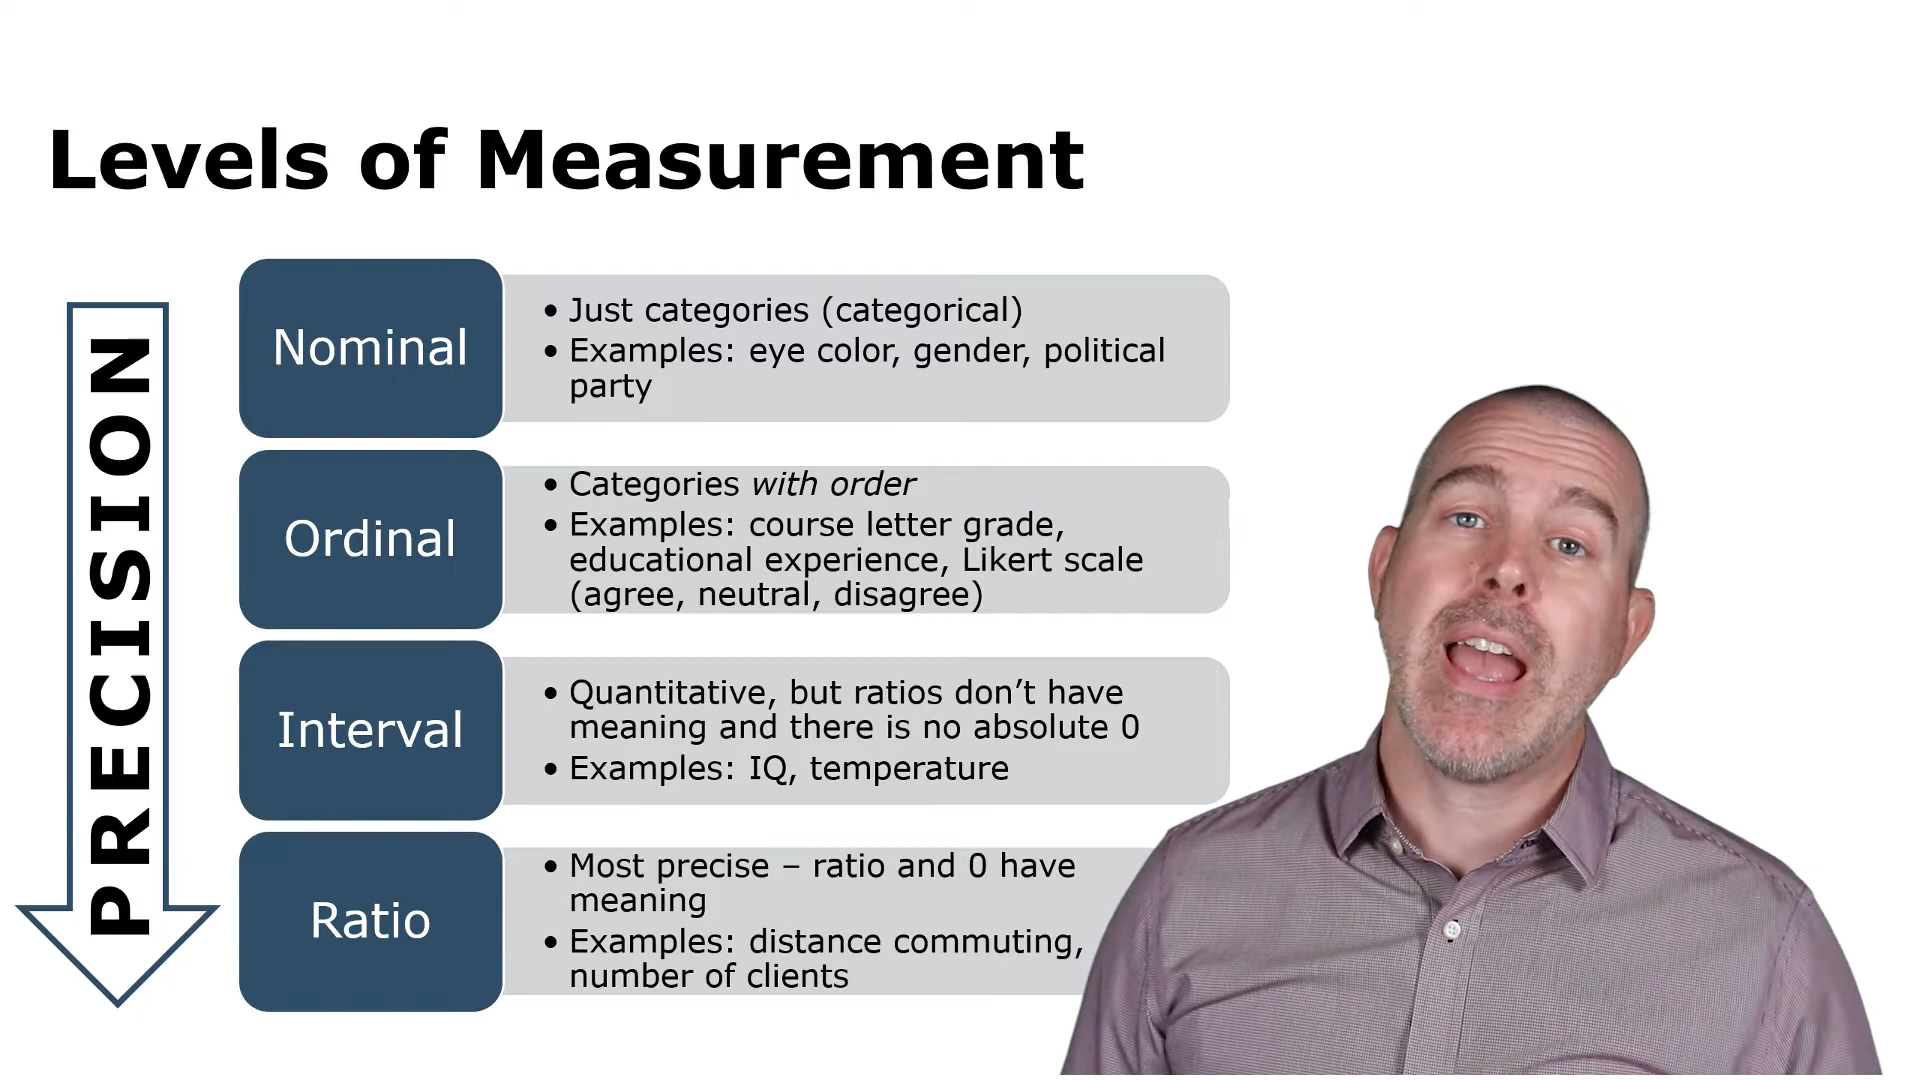 Levels of Measurement
PRECISION
Nominal
• Just categories (categorical)
• Examples: eye color, gender, political
party
Ordinal
• Categories with order
• Examples: course letter grade,
educational experience, Likert scale
(agree, neutral, disagree)
Interval
• Quantitative, but ratios don’t have
meaning and there is no absolute 0
• Examples: IQ, temperature
Ratio
• Most precise – ratio and 0 have
meaning
• Examples: distance commuting,
number of clients